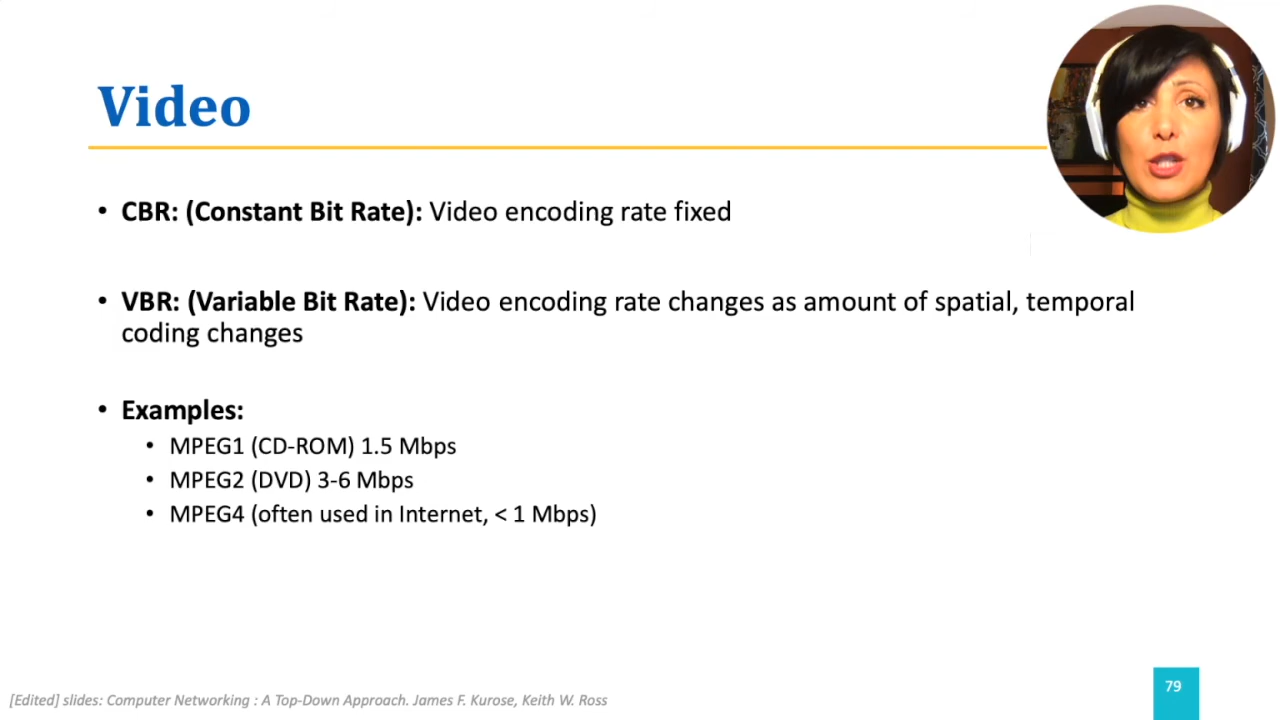 Video
• CBR: (Constant Bit Rate): Video encoding rate fixed
• VBR: (Variable Bit Rate): Video encoding rate changes as amount of spatial, temporal
coding changes
• Examples:
• MPEG1 (CD-ROM) 1.5 Mbps
• MPEG2 (DVD) 3-6 Mbps
• MPEG4 (often used in Internet, < 1 Mbps)
[Edited] slides: Computer Networking : A Top-Down Approach. James F. Kurose, Keith W. Ross
79